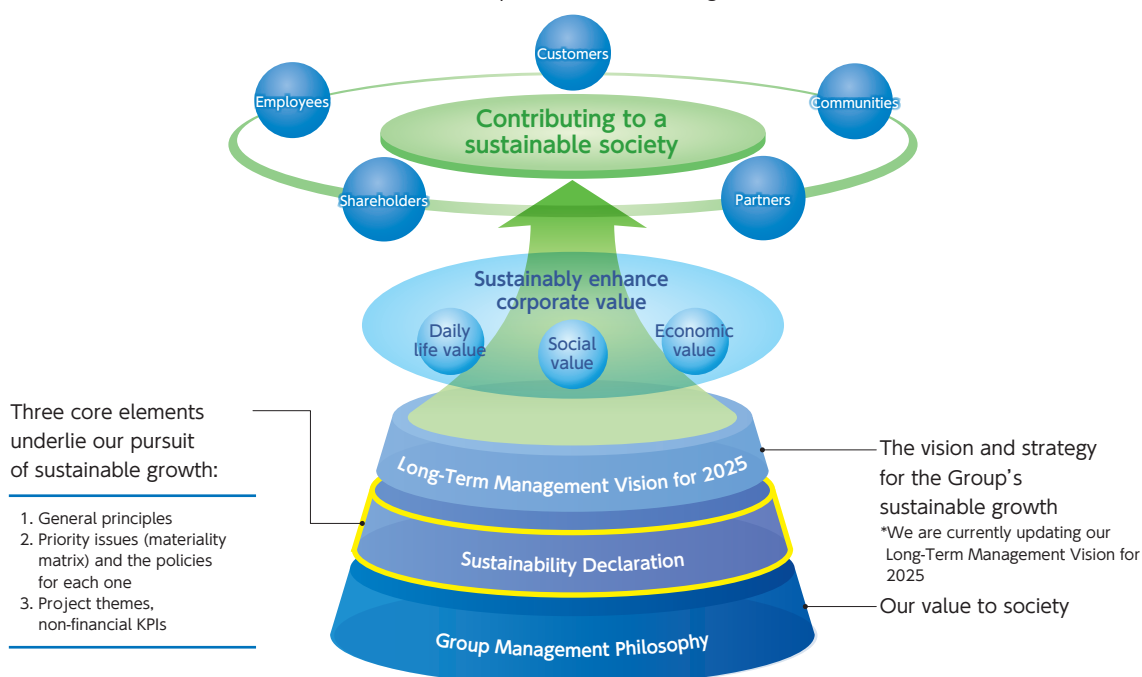 Customers
Employees
Communities
Contributing to a
sustainable society
Shareholders
Partners
Sustainably enhance
corporate value
Daily
life value
Social
value
Economic
value
Three core elements
underlie our pursuit
of sustainable growth:
1. General principles
2. Priority issues (materiality
matrix) and the policies
for each one
3. Project themes,
non-financial KPIs
Long-Term Management Vision for 2025
Sustainability Declaration
Group Management Philosophy
The vision and strategy
for the Group's
sustainable growth
*We are currently updating our
Long-Term Management Vision for
2025
Our value to society